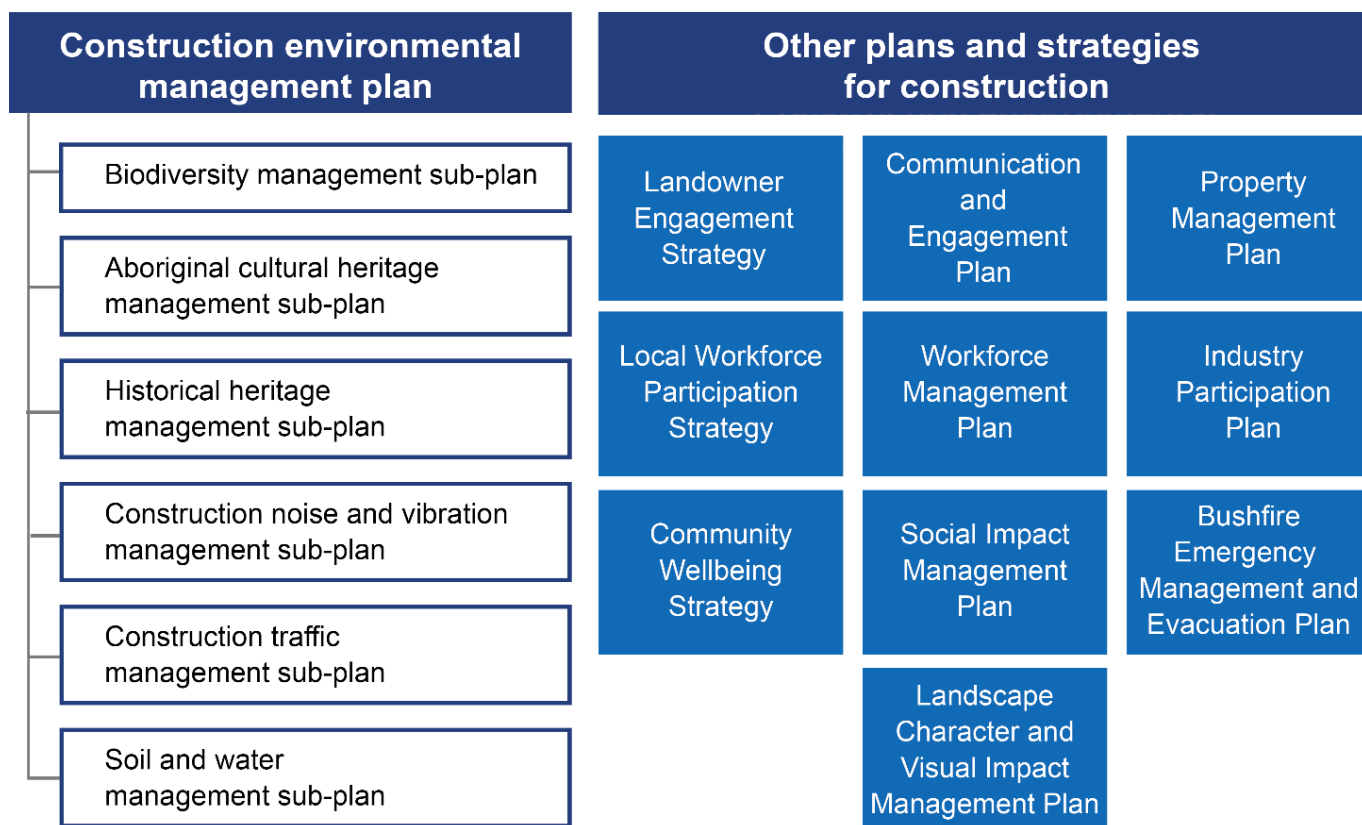 Construction environmental
management plan
Biodiversity management sub-plan
Aboriginal cultural heritage
management sub-plan
Historical heritage
management sub-plan
Construction noise and vibration
management sub-plan
Construction traffic
management sub-plan
Soil and water
management sub-plan
Other plans and strategies
for construction
Landowner
Engagement
Strategy
Communication
and
Engagement
Plan
Property
Management
Plan
Local Workforce
Participation
Strategy
Workforce
Management
Plan
Industry
Participation
Plan
Community
Wellbeing
Strategy
Social Impact
Management
Plan
Bushfire
Emergency
Management and
Evacuation Plan
Landscape
Character and
Visual Impact
Management Plan